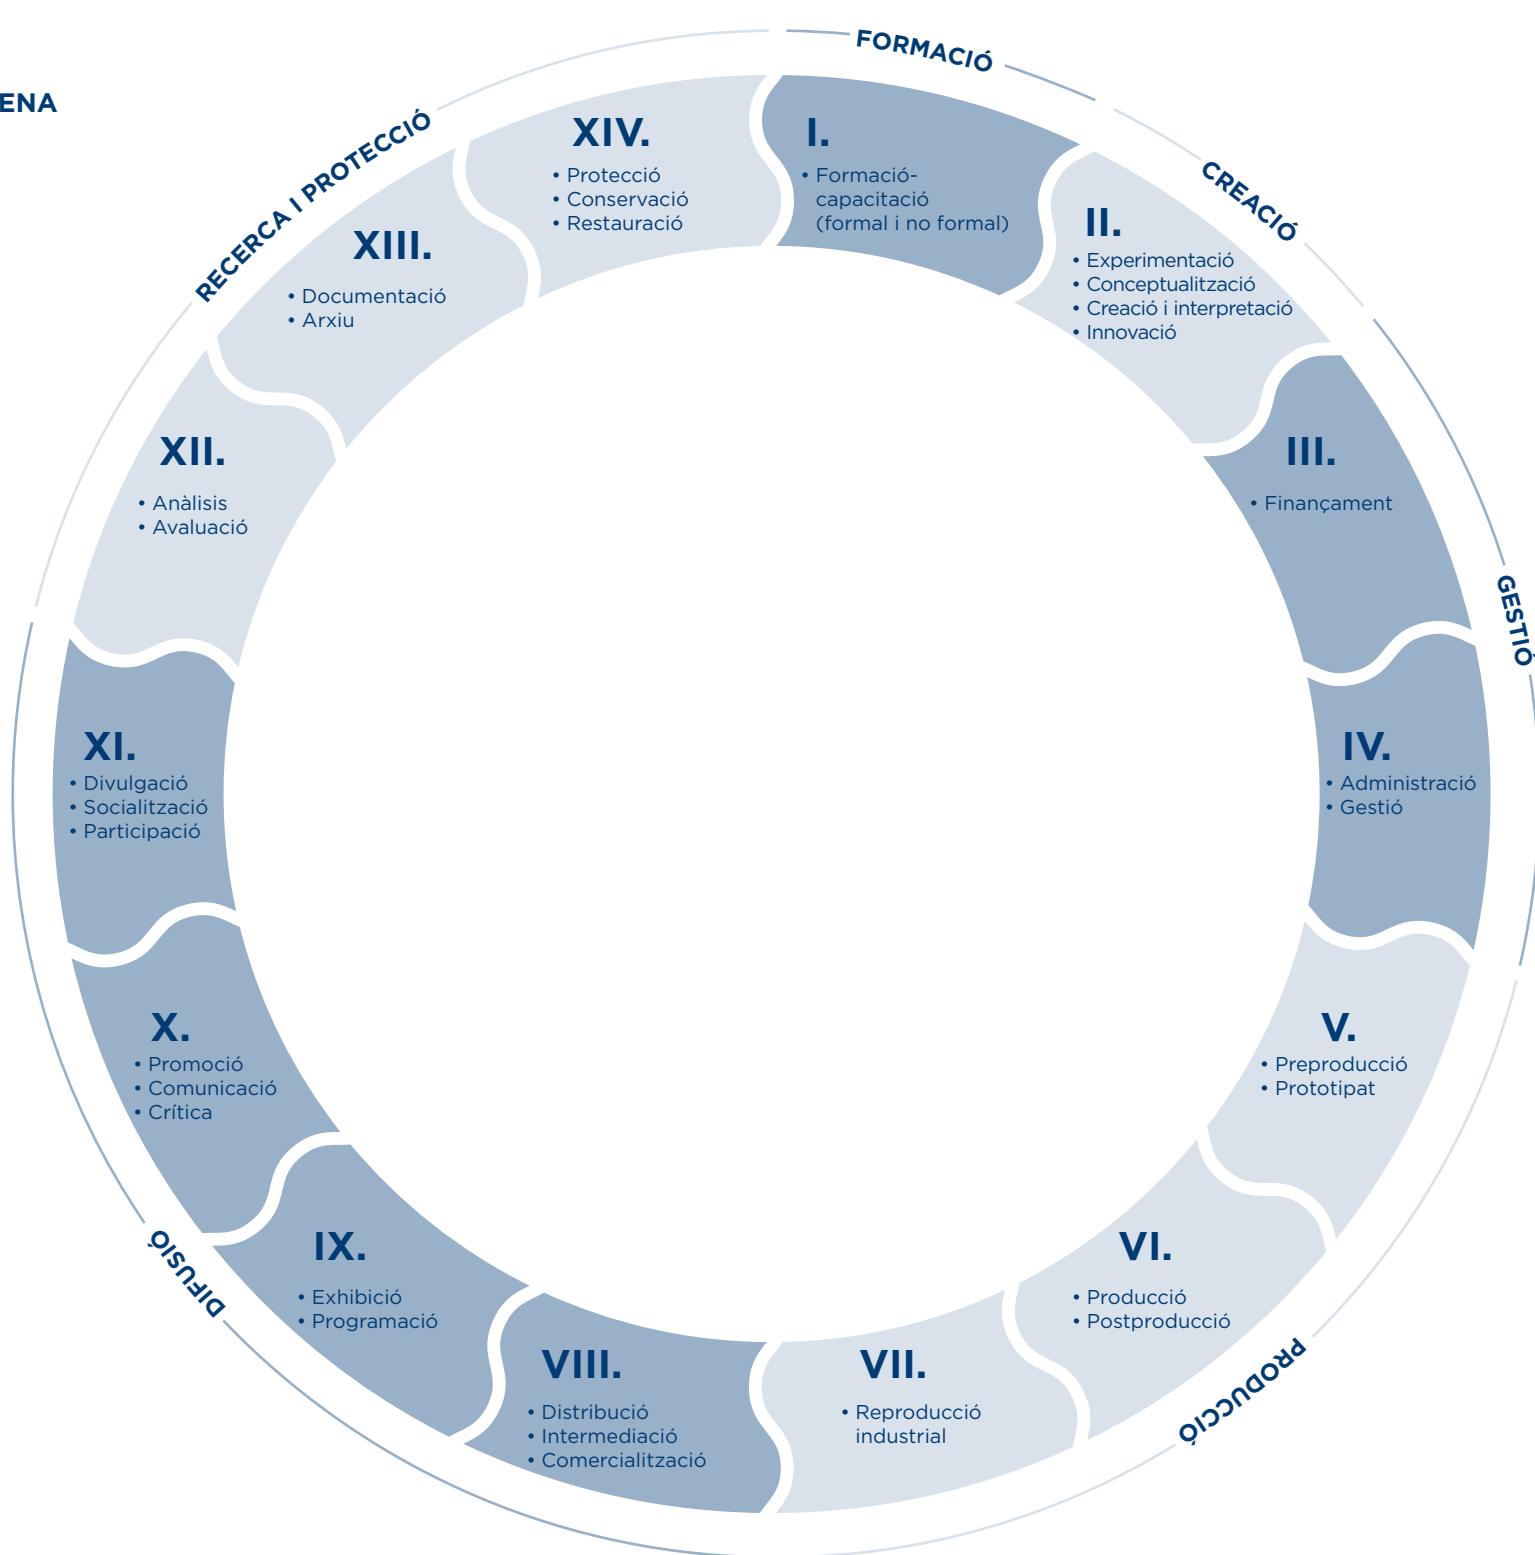 ENA
FORMACIÓ
CREACIÓ
GESTIÓ
PRODUCCIÓ
DIFUSIÓ
RECERCA I PROTECCIÓ
I.
• Formació-
capacitació
(formal i no formal)
II.
• Experimentació
• Conceptualització
• Creació i interpretació
• Innovació
III.
• Finançament
IV.
• Administració
• Gestió
V.
• Preproducció
• Prototipat
VI.
• Producció
• Postproducció
VII.
• Reproducció
industrial
VIII.
• Distribució
• Intermediació
• Comercialització
IX.
• Exhibició
• Programació
X.
• Promoció
• Comunicació
• Crítica
XI.
• Divulgació
• Socialització
• Participació
XII.
• Anàlisis
• Avaluació
XIII.
• Documentació
• Arxiu
XIV.
• Protecció
• Conservació
• Restauració